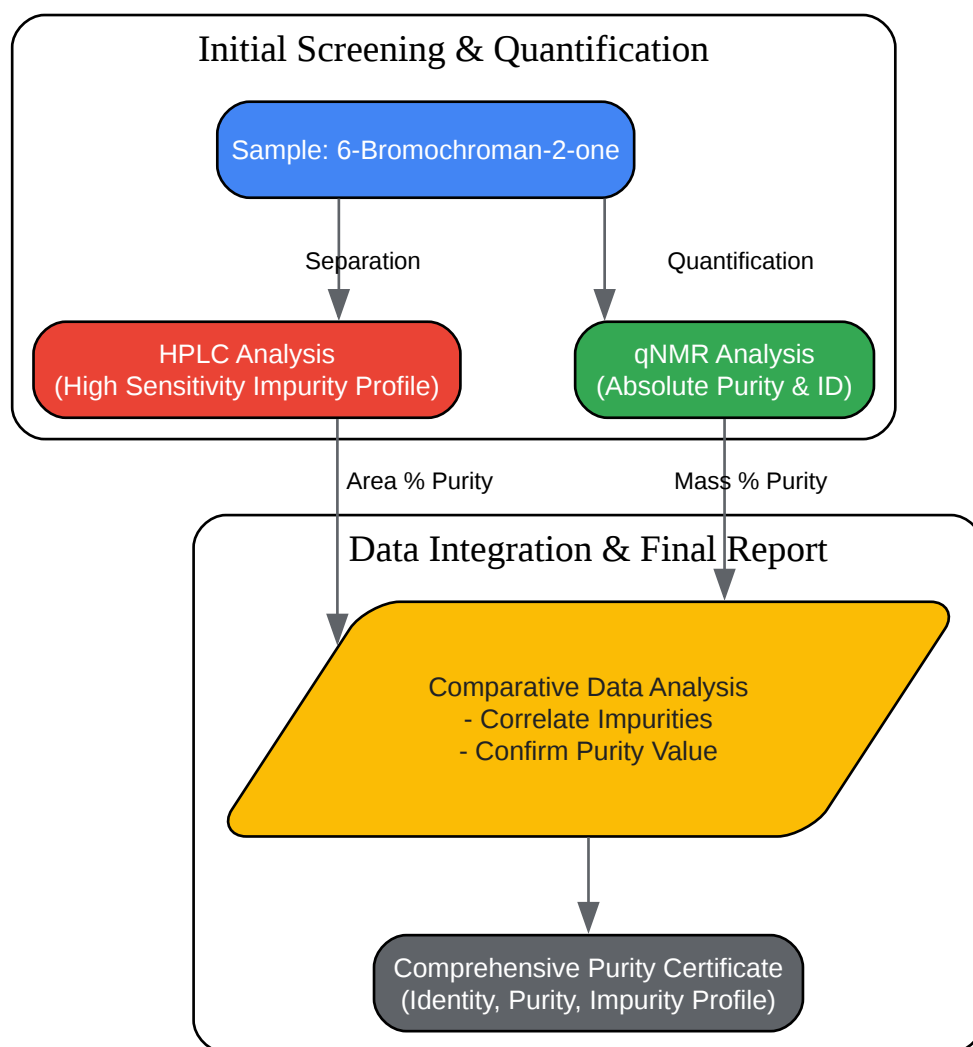 Initial Screening & Quantification
Sample: 6-Bromochroman-2-one
Separation
Quantification
HPLC Analysis
(High Sensitivity Impurity Profile)
qNMR Analysis
(Absolute Purity & ID)
Area % Purity
Mass % Purity
Data Integration & Final Report
Comparative Data Analysis
- Correlate Impurities
- Confirm Purity Value
Comprehensive Purity Certificate
(Identity, Purity, Impurity Profile)